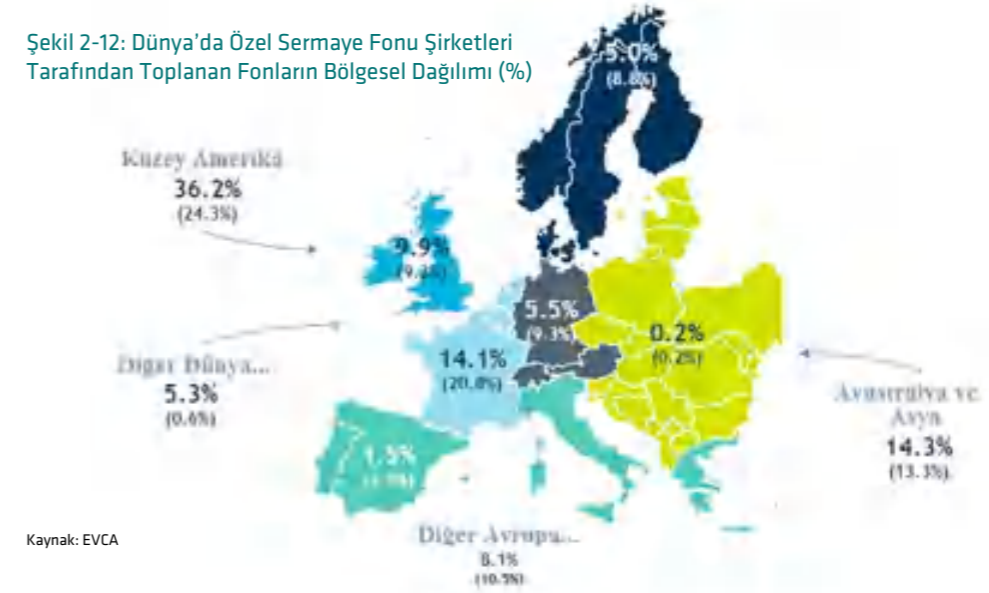 Şekil 2-12: Dünya'da Özel Sermaye Fonu Şirketleri
Tarafından Toplanan Fonların Bölgesel Dağılımı (%)
5.0%
(8.8%)
Kuzey Amerika
36.2%
(24.3%)
9.9%
5.5%
(9.3%)
0.2%
(0.2%)
14.1%
(20.8%)
Diğer Dünya...
5.3%
(0.6%)
Avustralya ve
Asya
14.3%
(13.3%)
1.5%
Diğer Avrupa...
8.1%
(10.5%)
Kaynak: EVCA